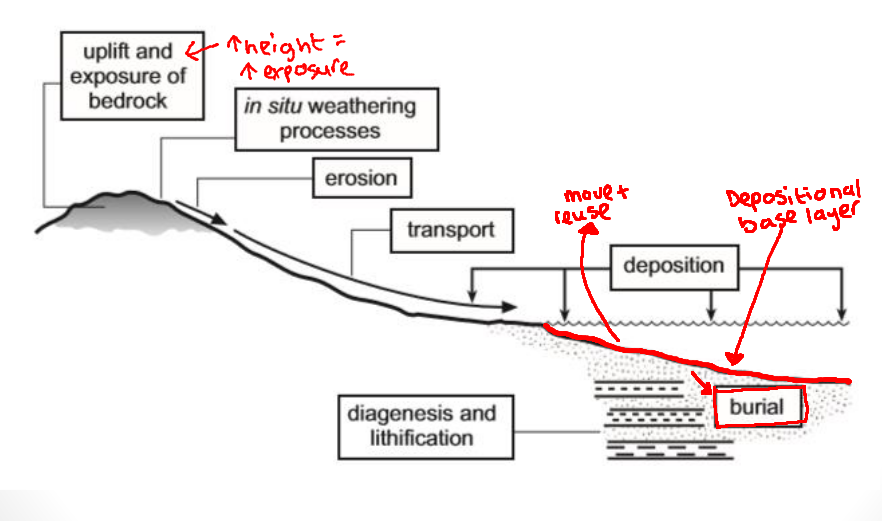 uplift and
exposure of
bedrock
↑height =
↑ exposure
in situ weathering
processes
erosion
transport
move +
reuse
Depositional
base layer
deposition
burial
diagenesis and
lithification